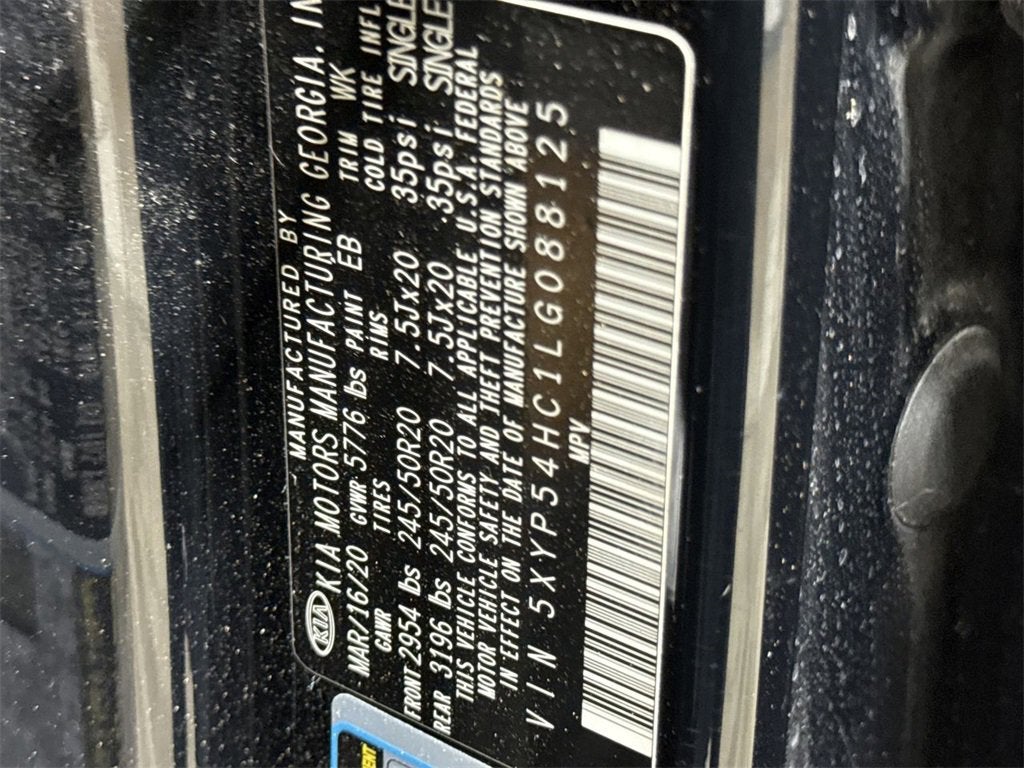 MANUFACTURED BY
KIA KIA MOTORS MANUFACTURING GEORGIA. IN
MAR/16/20 GVWR 5776 lbs PAINT EB TRIM WK
GAWR TIRES RIMS COLD TIRE INFL
FRONT 2954 lbs 245/50R20 7.5Jx20 35psi SINGLE
REAR 3196 lbs 245/50R20 7.5Jx20 35psi SINGLE
THIS VEHICLE CONFORMS TO ALL APPLICABLE U.S.A. FEDERAL
MOTOR VEHICLE SAFETY AND THEFT PREVENTION STANDARDS
IN EFFECT ON THE DATE OF MANUFACTURE SHOWN ABOVE
VIN 5XYP54HC1LG088125
MPV